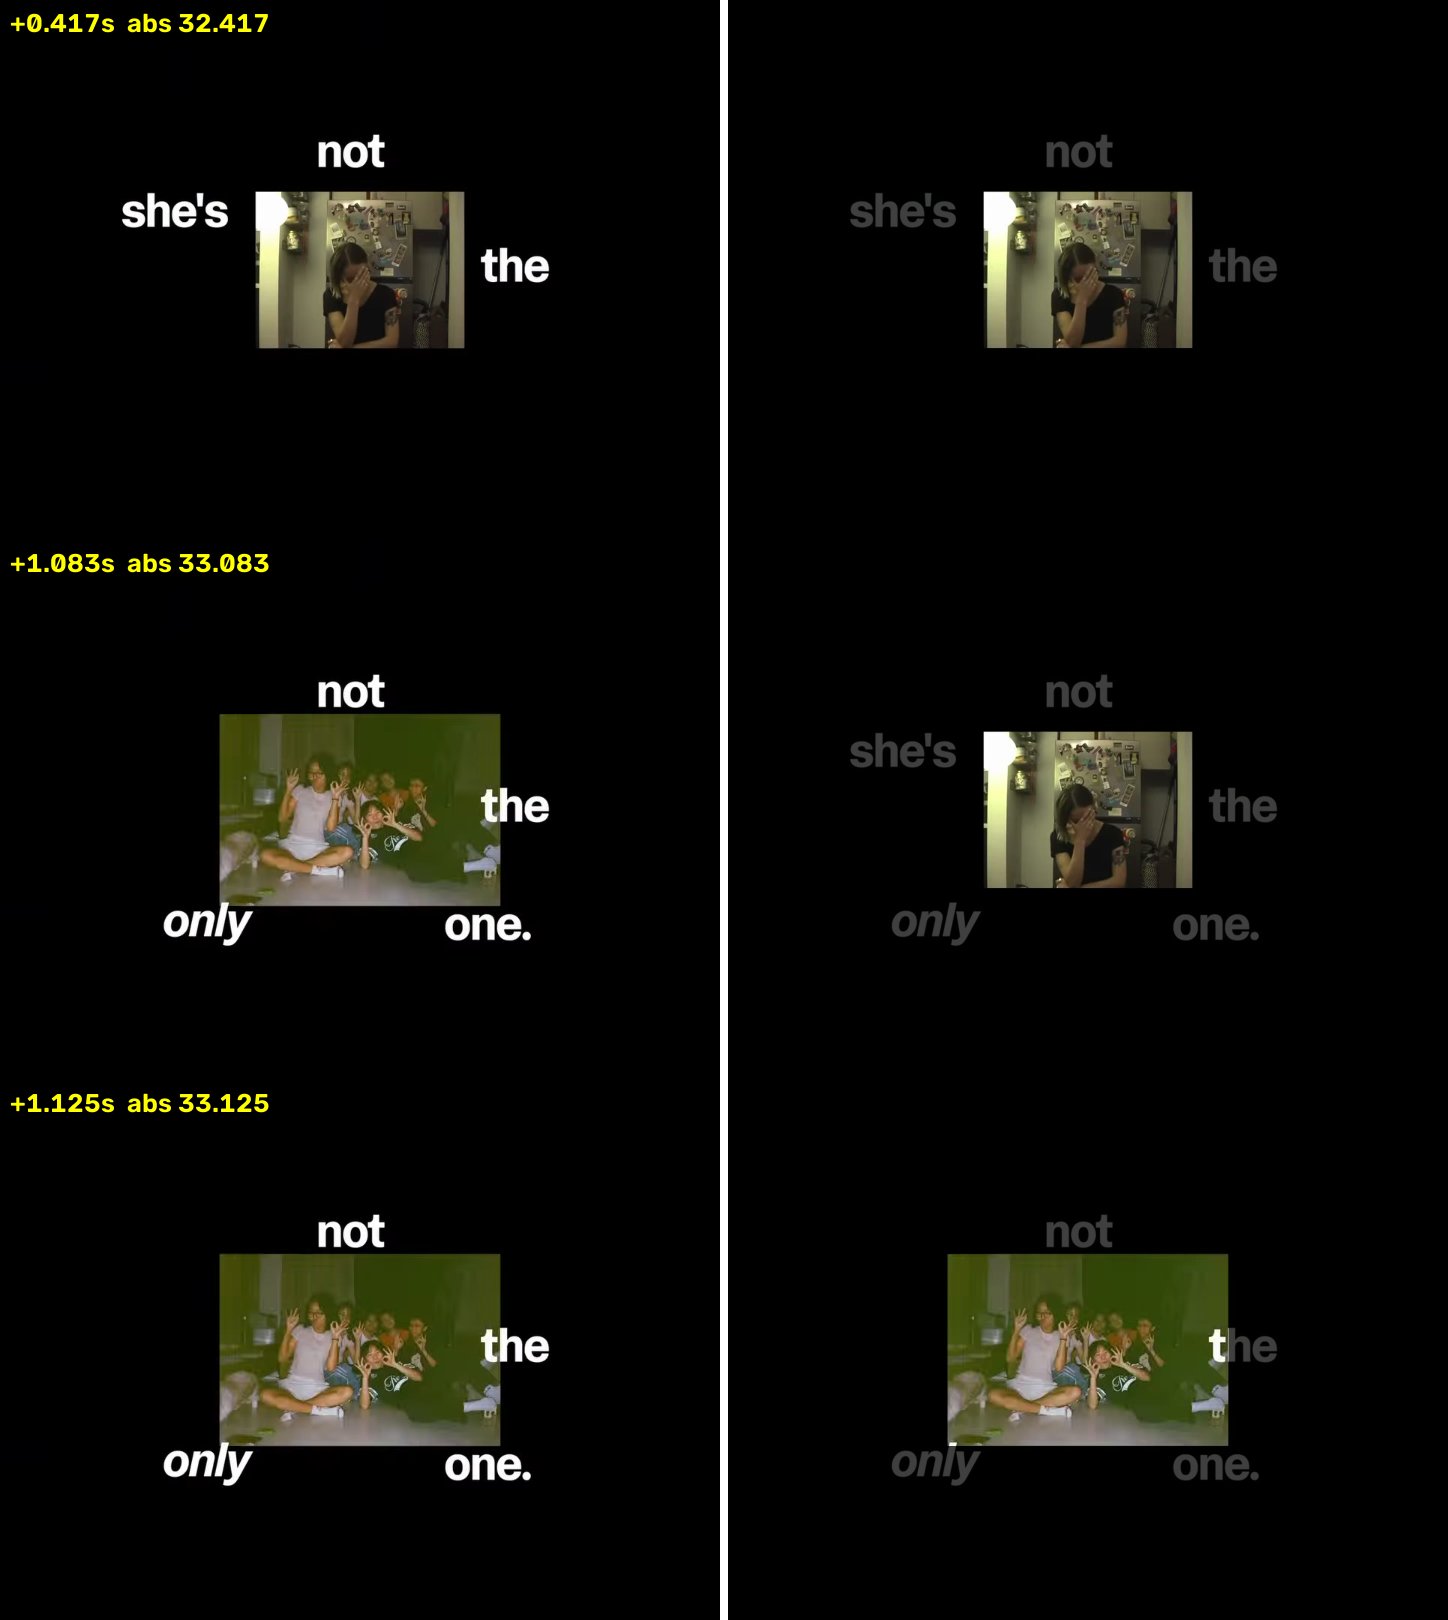 +0.417s abs 32.417
not
not
she's
she's
the
the
+1.083s abs 33.083
not
not
she's
the
the
only
one.
only
one.
+1.125s abs 33.125
not
not
the
the
only
one.
only
one.